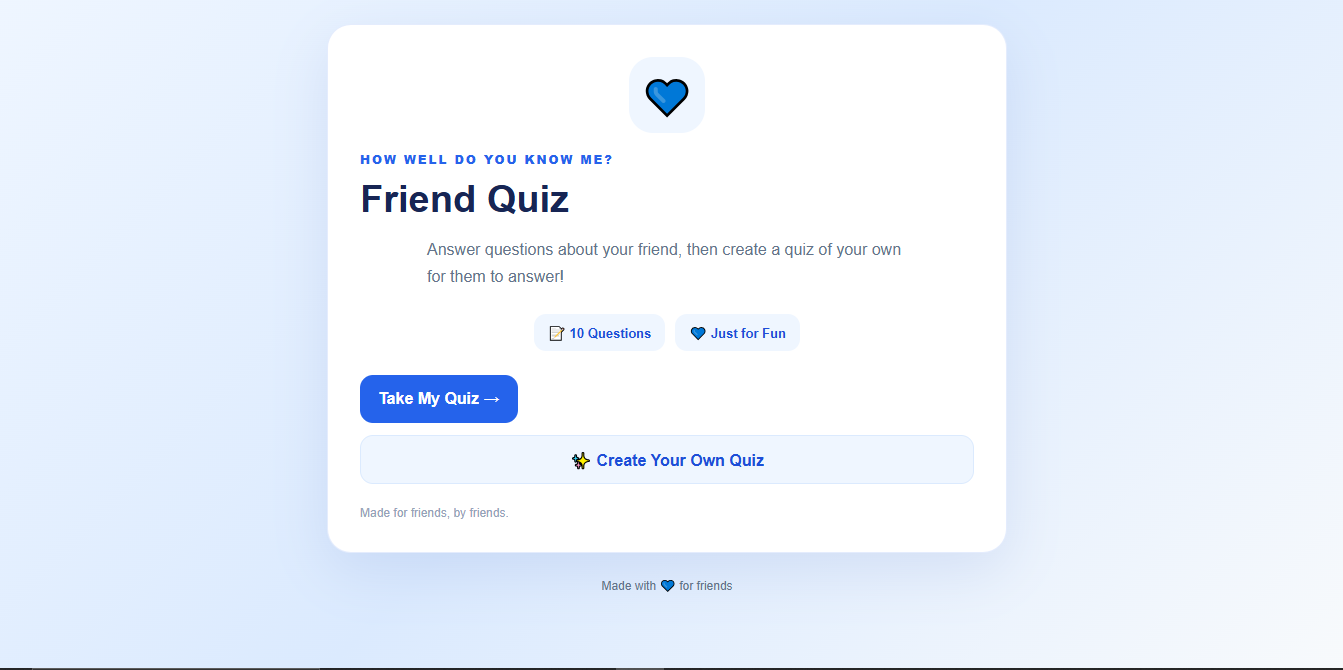 HOW WELL DO YOU KNOW ME?
Friend Quiz
Answer questions about your friend, then create a quiz of your own
for them to answer!
📝 10 Questions
💙 Just for Fun
Take My Quiz →
✨ Create Your Own Quiz
Made for friends, by friends.
Made with 💙 for friends